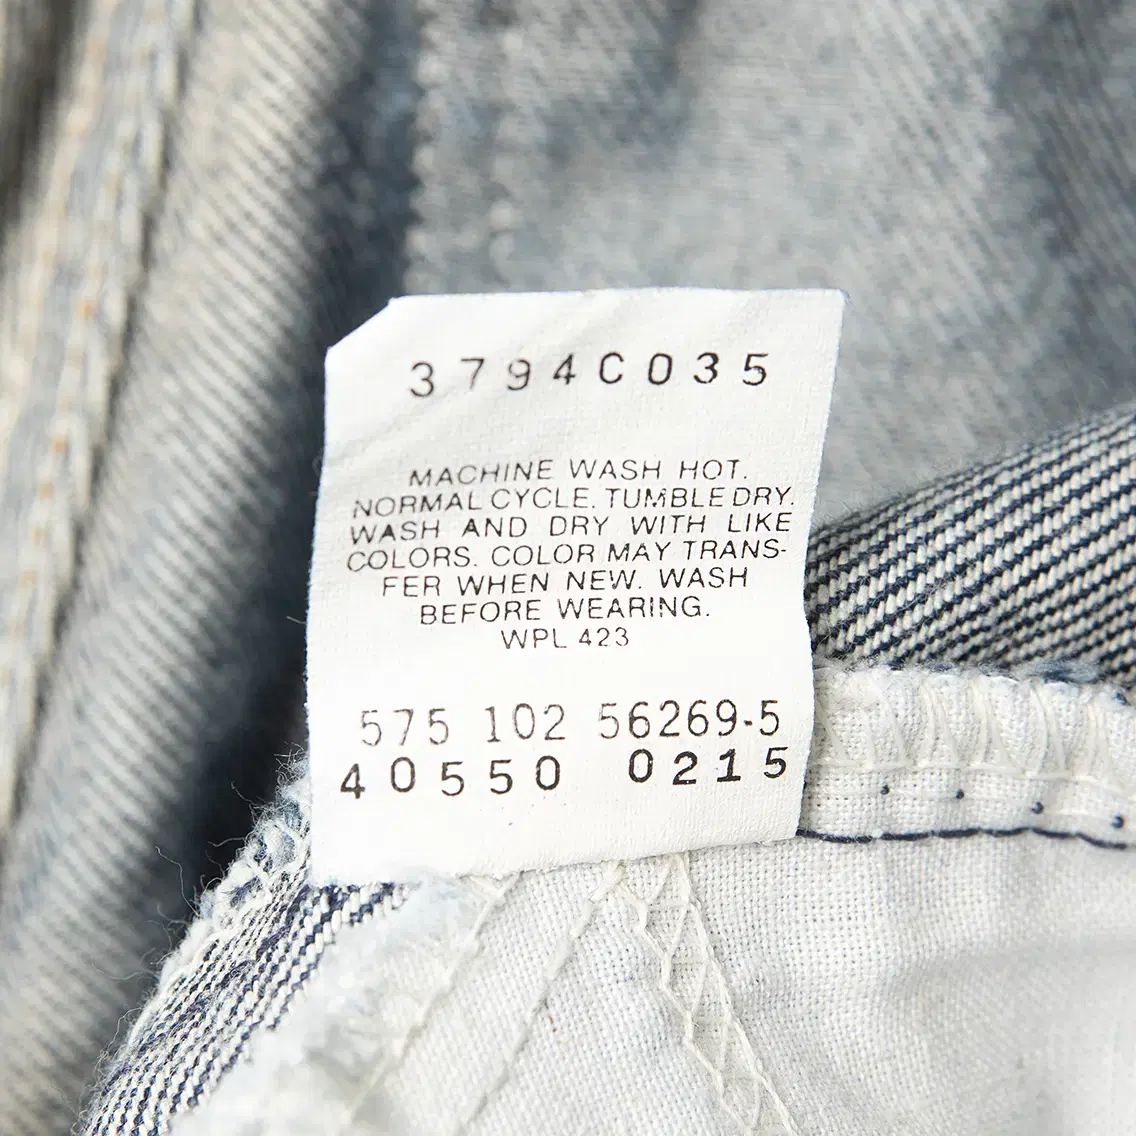 3794C035
MACHINE WASH HOT.
NORMAL CYCLE. TUMBLE DRY.
WASH AND DRY WITH LIKE
COLORS. COLOR MAY TRANS-
FER WHEN NEW. WASH
BEFORE WEARING.
WPL 423
575 102 56269-5
40550 0215